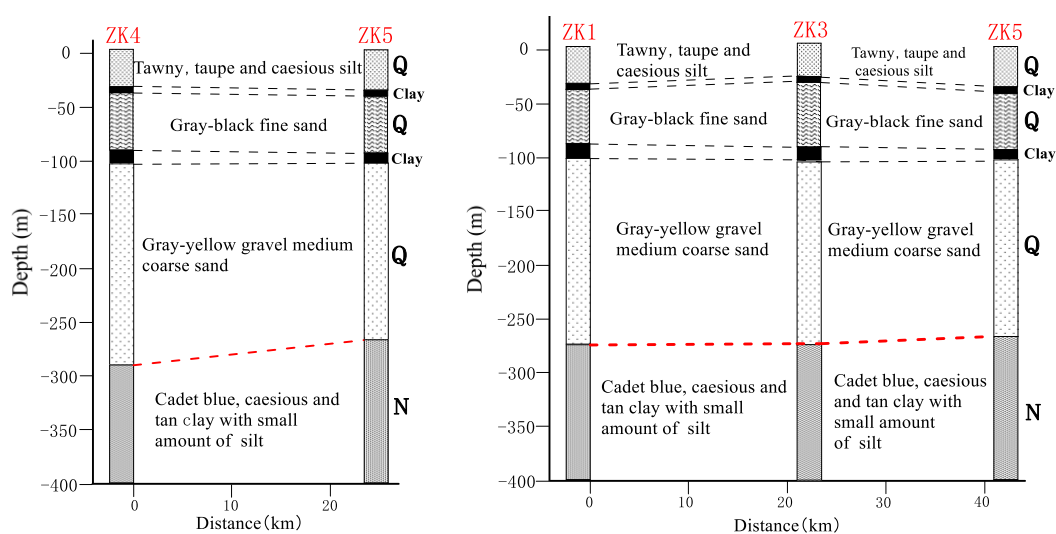 ZK4
ZK5
0
-50
-100
-150
-200
-250
-300
-350
-400
Depth (m)
Tawny, taupe and caesious silt
Q
Clay
Gray-black fine sand
Q
Clay
Gray-yellow gravel medium
coarse sand
Q
Cadet blue, caesious and
tan clay with small
amount of silt
N
0
10
20
Distance(km)
ZK1
ZK3
ZK5
0
-50
-100
-150
-200
-250
-300
-350
-400
Depth (m)
Tawny, taupe and
caesious silt
Tawny, taupe and
caesious silt
Q
Clay
Gray-black fine sand
Gray-black fine sand
Q
Clay
Gray-yellow gravel
medium coarse sand
Gray-yellow gravel
medium coarse sand
Q
Cadet blue, caesious and
tan clay with small
amount of silt
Cadet blue, caesious
and tan clay with
small amount
of silt
N
0
10
20
30
40
Distance(km)